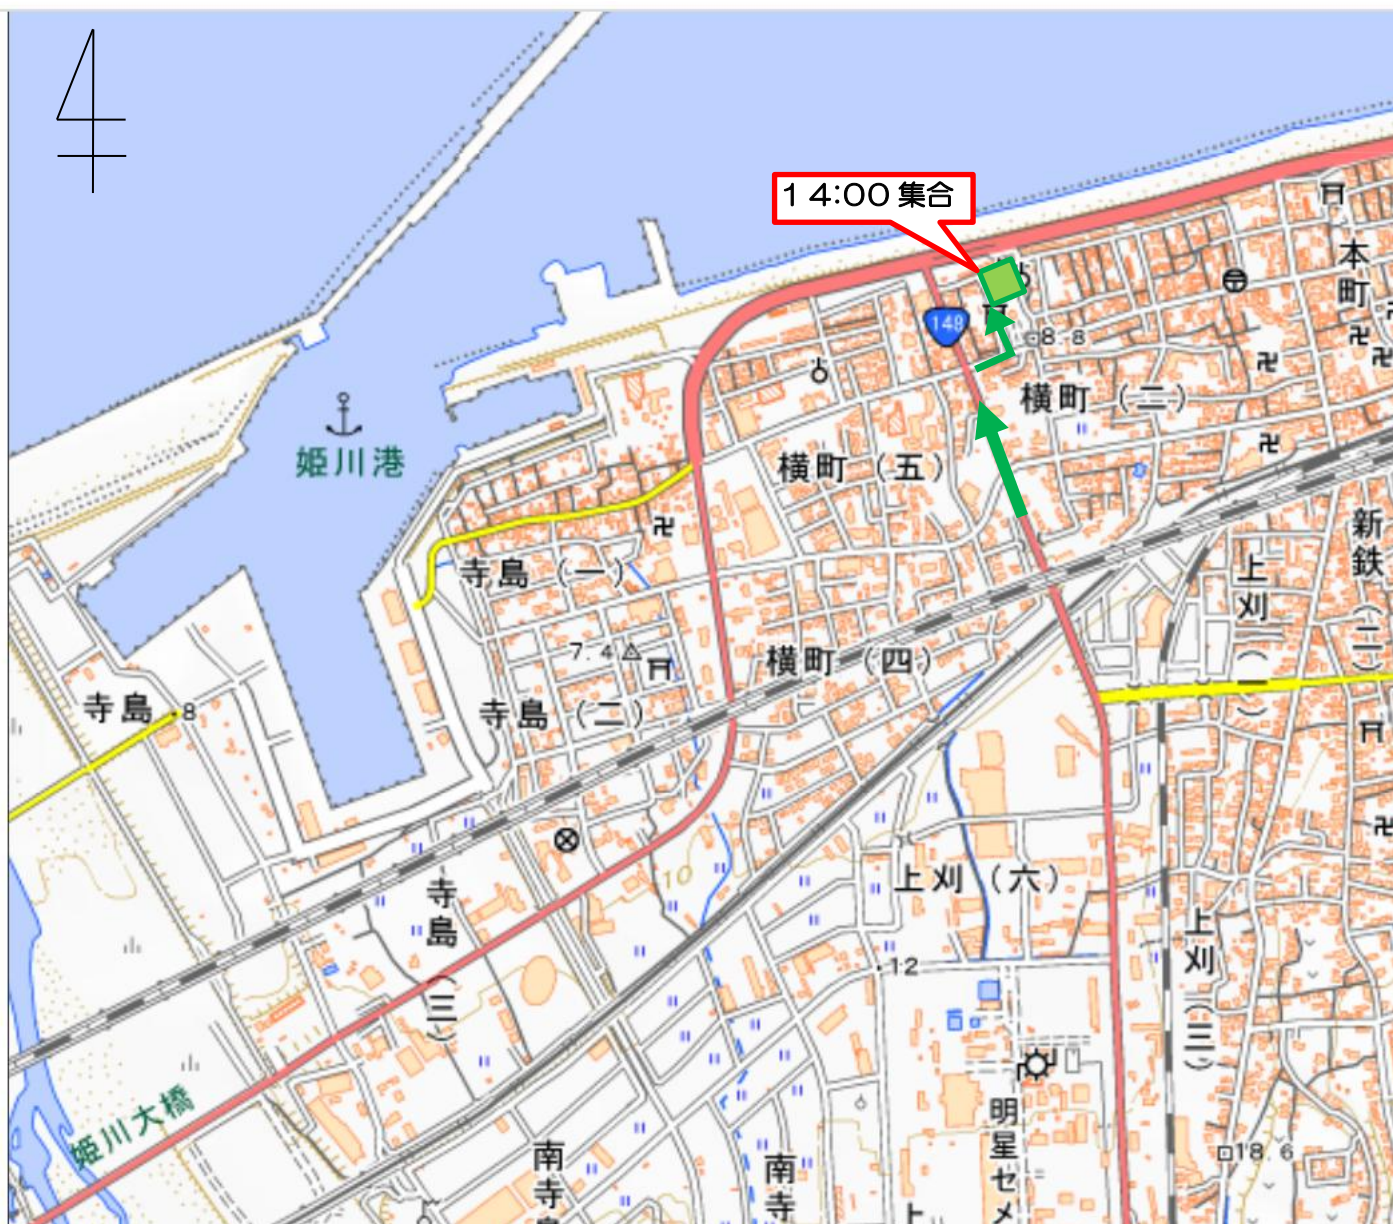 14:00 集合
本町
148
8.8
横町(二)
姫川港
横町(五)
新鉄(二)
寺島(一)
上刈(一)
7.4
横町(四)
寺島
8
寺島(二)
10
上刈(六)
寺島(三)
上刈(三)
12
姫川大橋
明星セメ
18.6
南寺
南寺
上